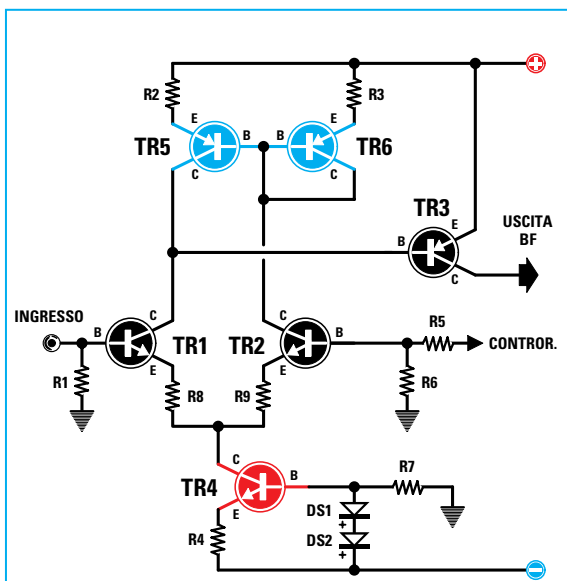 +
R2
R3
E
E
B
B
TR5
TR6
C
C
TR3
E
B
C
USCITA
BF
INGRESSO
C
C
B
B
TR1
TR2
E
E
R5
CONTROR.
R1
R8
R9
R6
C
B
TR4
E
R7
DS1
+
DS2
+
R4
−